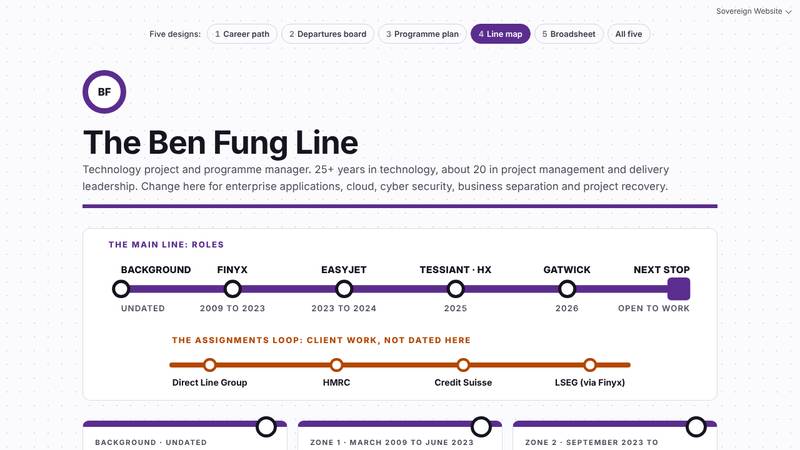 Sovereign Website
Five designs: 1 Career path 2 Departures board 3 Programme plan 4 Line map 5 Broadsheet All five
BF
The Ben Fung Line
Technology project and programme manager. 25+ years in technology, about 20 in project management and delivery
leadership. Change here for enterprise applications, cloud, cyber security, business separation and project recovery.
THE MAIN LINE: ROLES
BACKGROUND FINYX EASYJET TESSIANT · HX GATWICK NEXT STOP
UNDATED 2009 TO 2023 2023 TO 2024 2025 2026 OPEN TO WORK
THE ASSIGNMENTS LOOP: CLIENT WORK, NOT DATED HERE
Direct Line Group HMRC Credit Suisse LSEG (via Finyx)
BACKGROUND · UNDATED ZONE 1 · MARCH 2009 TO JUNE 2023 ZONE 2 · SEPTEMBER 2023 TO